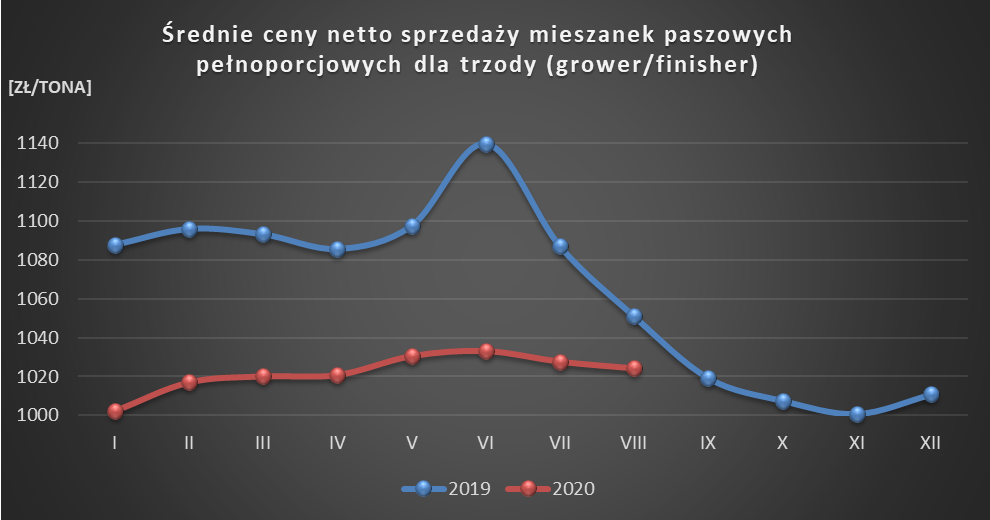 Średnie ceny netto sprzedaży mieszanek paszowych
pełnoporcjowych dla trzody (grower/finisher)
[ZŁ/TONA]
1140
1120
1100
1080
1060
1040
1020
1000
I II III IV V VI VII VIII IX X XI XII
2019 2020